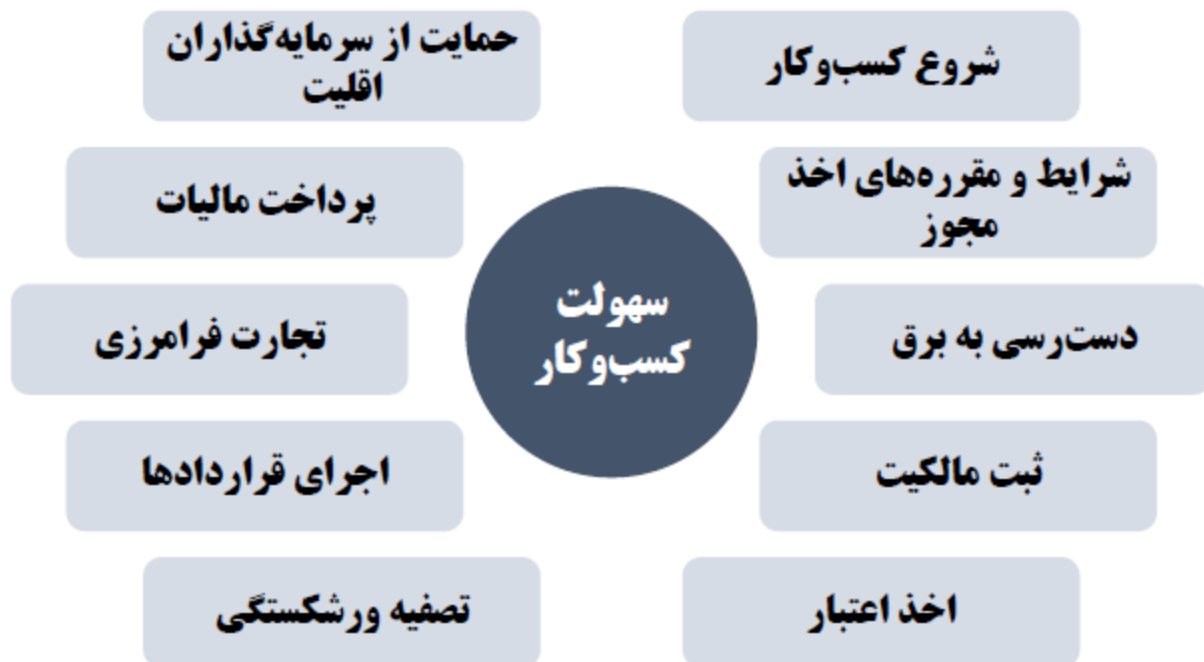 شروع کسب‌وکار
شرایط و مقرره‌های اخذ
مجوز
دست‌رسی به برق
ثبت مالکیت
اخذ اعتبار
سهولت
کسب‌وکار
حمایت از سرمایه‌گذاران
اقلیت
پرداخت مالیات
تجارت فرامرزی
اجرای قراردادها
تصفیه ورشکستگی